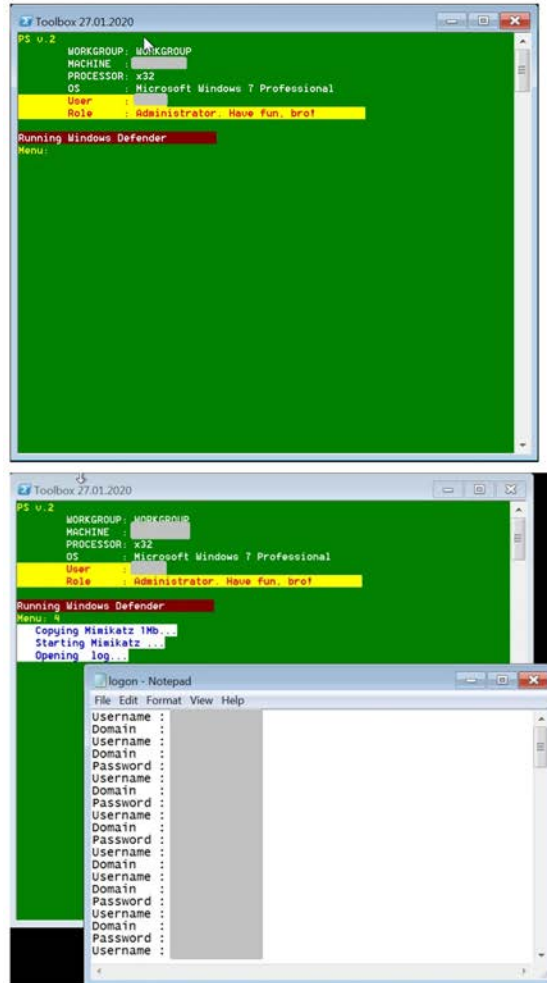 Toolbox 27.01.2020
PS v.2
WORKGROUP: WORKGROUP
MACHINE :
PROCESSOR: x32
OS : Microsoft Windows 7 Professional
User :
Role : Administrator. Have fun, bro!
Running Windows Defender
Menu:
Toolbox 27.01.2020
PS v.2
WORKGROUP: WORKGROUP
MACHINE :
PROCESSOR: x32
OS : Microsoft Windows 7 Professional
User :
Role : Administrator. Have fun, bro!
Running Windows Defender
Menu: 4
Copying Mimikatz 1Mb...
Starting Mimikatz ...
Opening log...
logon - Notepad
File Edit Format View Help
Username :
Domain :
Username :
Domain :
Password :
Username :
Domain :
Password :
Username :
Domain :
Password :
Username :
Domain :
Username :
Domain :
Password :
Username :
Domain :
Password :
Username :